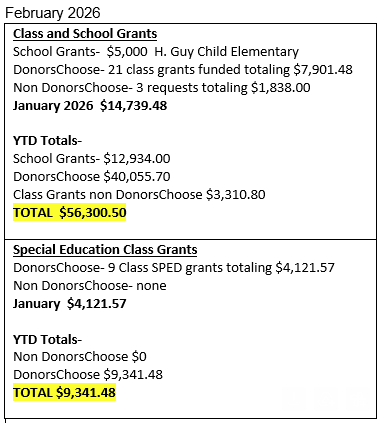 February 2026
Class and School Grants
School Grants- $5,000  H. Guy Child Elementary
DonorsChoose- 21 class grants funded totaling $7,901.48
Non DonorsChoose- 3 requests totaling $1,838.00
January 2026  $14,739.48
YTD Totals-
School Grants- $12,934.00
DonorsChoose $40,055.70
Class Grants non DonorsChoose $3,310.80
TOTAL  $56,300.50
Special Education Class Grants
DonorsChoose- 9 Class SPED grants totaling $4,121.57
Non DonorsChoose- none
January  $4,121.57
YTD Totals-
Non DonorsChoose $0
DonorsChoose $9,341.48
TOTAL $9,341.48